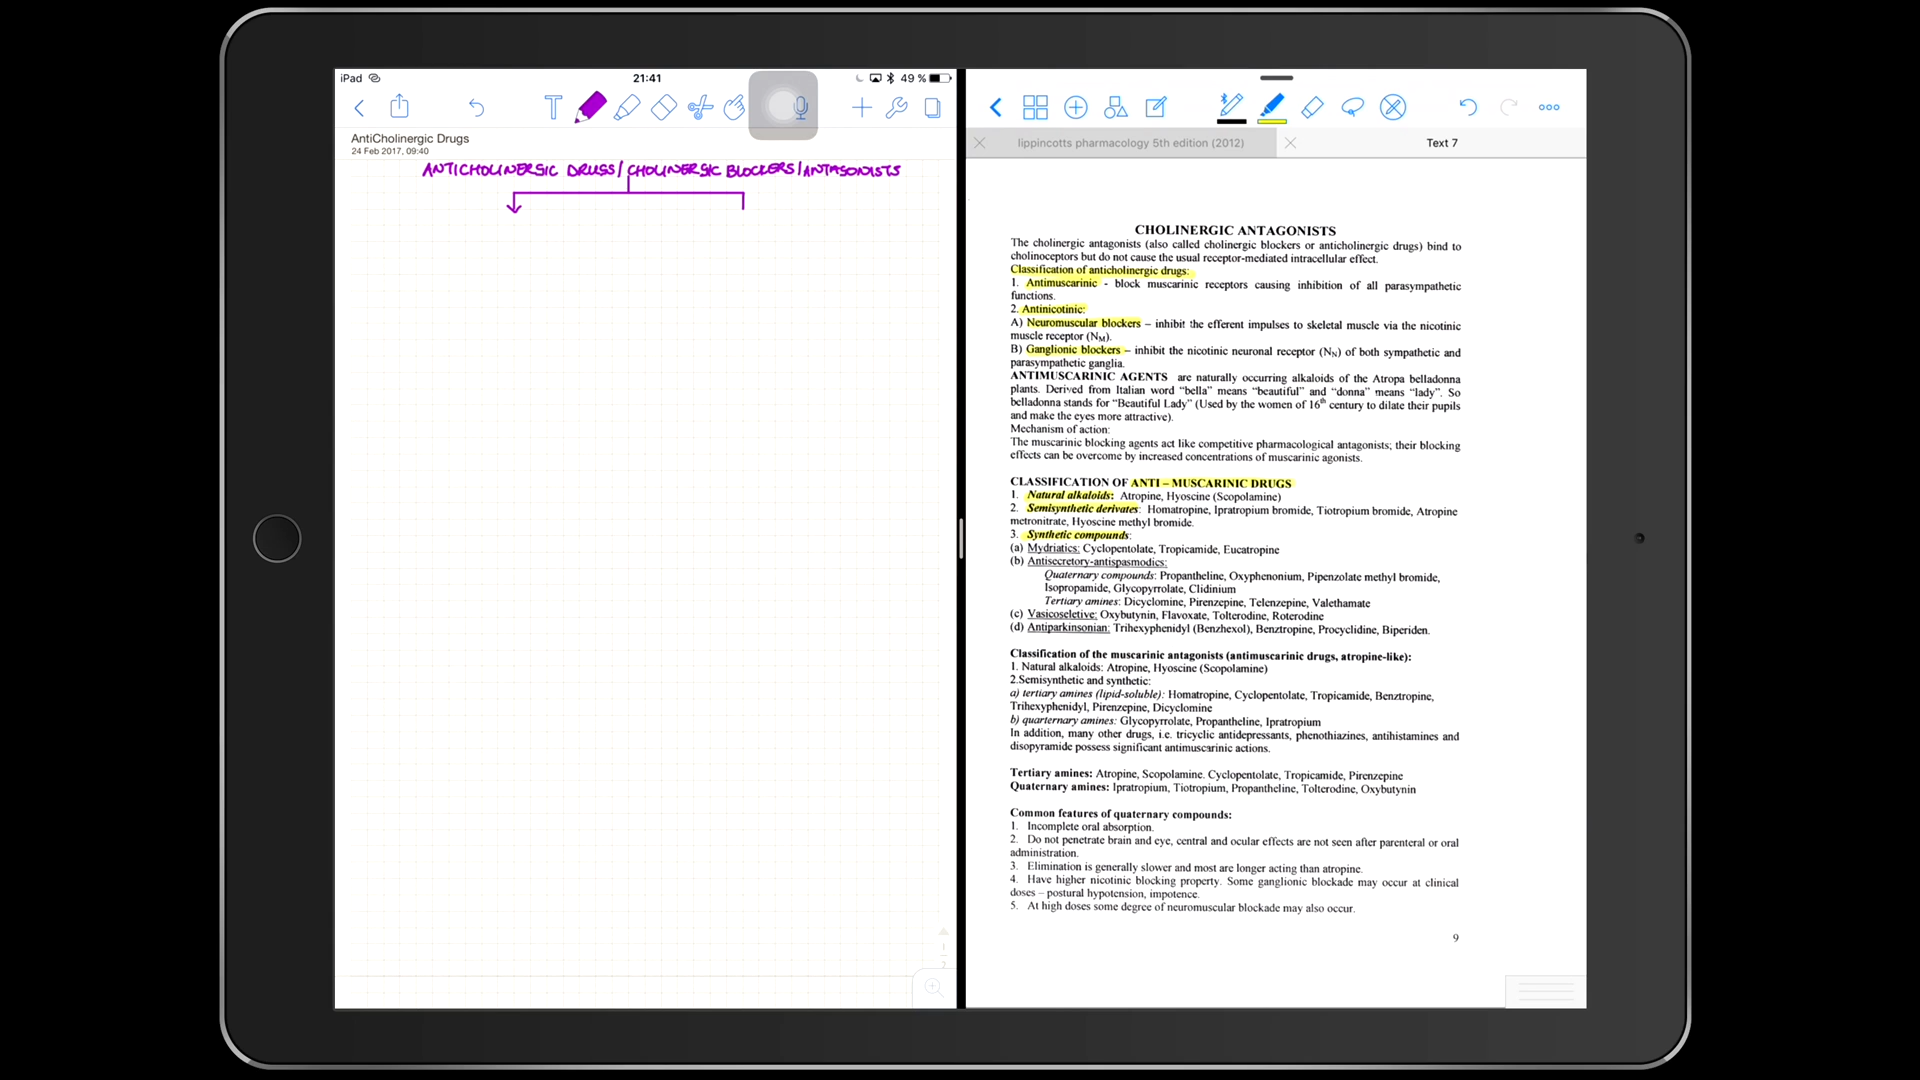 iPad
21:41
49 %
T
AntiCholinergic Drugs
24 Feb 2017, 09:40
ANTICHOLINERGIC DRUGS/CHOLINERGIC BLOCKERS/ANTAGONISTS
lippincotts pharmacology 5th edition (2012)
Text 7
CHOLINERGIC ANTAGONISTS
The cholinergic antagonists (also called cholinergic blockers or anticholinergic drugs) bind to
cholinoceptors but do not cause the usual receptor-mediated intracellular effect.
Classification of anticholinergic drugs:
1. Antimuscarinic - block muscarinic receptors causing inhibition of all parasympathetic
functions.
2. Antinicotinic:
A) Neuromuscular blockers – inhibit the efferent impulses to skeletal muscle via the nicotinic
muscle receptor (NM).
B) Ganglionic blockers – inhibit the nicotinic neuronal receptor (NN) of both sympathetic and
parasympathetic ganglia.
ANTIMUSCARINIC AGENTS are naturally occurring alkaloids of the Atropa belladonna
plants. Derived from Italian word “bella” means “beautiful” and “donna” means “lady”. So
belladonna stands for “Beautiful Lady” (Used by the women of 16th century to dilate their pupils
and make the eyes more attractive).
Mechanism of action:
The muscarinic blocking agents act like competitive pharmacological antagonists; their blocking
effects can be overcome by increased concentrations of muscarinic agonists.
CLASSIFICATION OF ANTI – MUSCARINIC DRUGS
1. Natural alkaloids: Atropine, Hyoscine (Scopolamine)
2. Semisynthetic derivates: Homatropine, Ipratropium bromide, Tiotropium bromide, Atropine
metronitrate, Hyoscine methyl bromide.
3. Synthetic compounds:
(a) Mydriatics: Cyclopentolate, Tropicamide, Eucatropine
(b) Antisecretory-antispasmodics:
Quaternary compounds: Propantheline, Oxyphenonium, Pipenzolate methyl bromide,
Isopropamide, Glycopyrrolate, Clidinium
Tertiary amines: Dicyclomine, Pirenzepine, Telenzepine, Valethamate
(c) Vasicoseletive: Oxybutynin, Flavoxate, Tolterodine, Roterodine
(d) Antiparkinsonian: Trihexyphenidyl (Benzhexol), Benztropine, Procyclidine, Biperiden.
Classification of the muscarinic antagonists (antimuscarinic drugs, atropine-like):
1. Natural alkaloids: Atropine, Hyoscine (Scopolamine)
2.Semisynthetic and synthetic:
a) tertiary amines (lipid-soluble): Homatropine, Cyclopentolate, Tropicamide, Benztropine,
Trihexyphenidyl, Pirenzepine, Dicyclomine
b) quarternary amines: Glycopyrrolate, Propantheline, Ipratropium
In addition, many other drugs, i.e. tricyclic antidepressants, phenothiazines, antihistamines and
disopyramide possess significant antimuscarinic actions.
Tertiary amines: Atropine, Scopolamine. Cyclopentolate, Tropicamide, Pirenzepine
Quaternary amines: Ipratropium, Tiotropium, Propantheline, Tolterodine, Oxybutynin
Common features of quaternary compounds:
1. Incomplete oral absorption.
2. Do not penetrate brain and eye, central and ocular effects are not seen after parenteral or oral
administration.
3. Elimination is generally slower and most are longer acting than atropine.
4. Have higher nicotinic blocking property. Some ganglionic blockade may occur at clinical
doses – postural hypotension, impotence.
5. At high doses some degree of neuromuscular blockade may also occur.
9